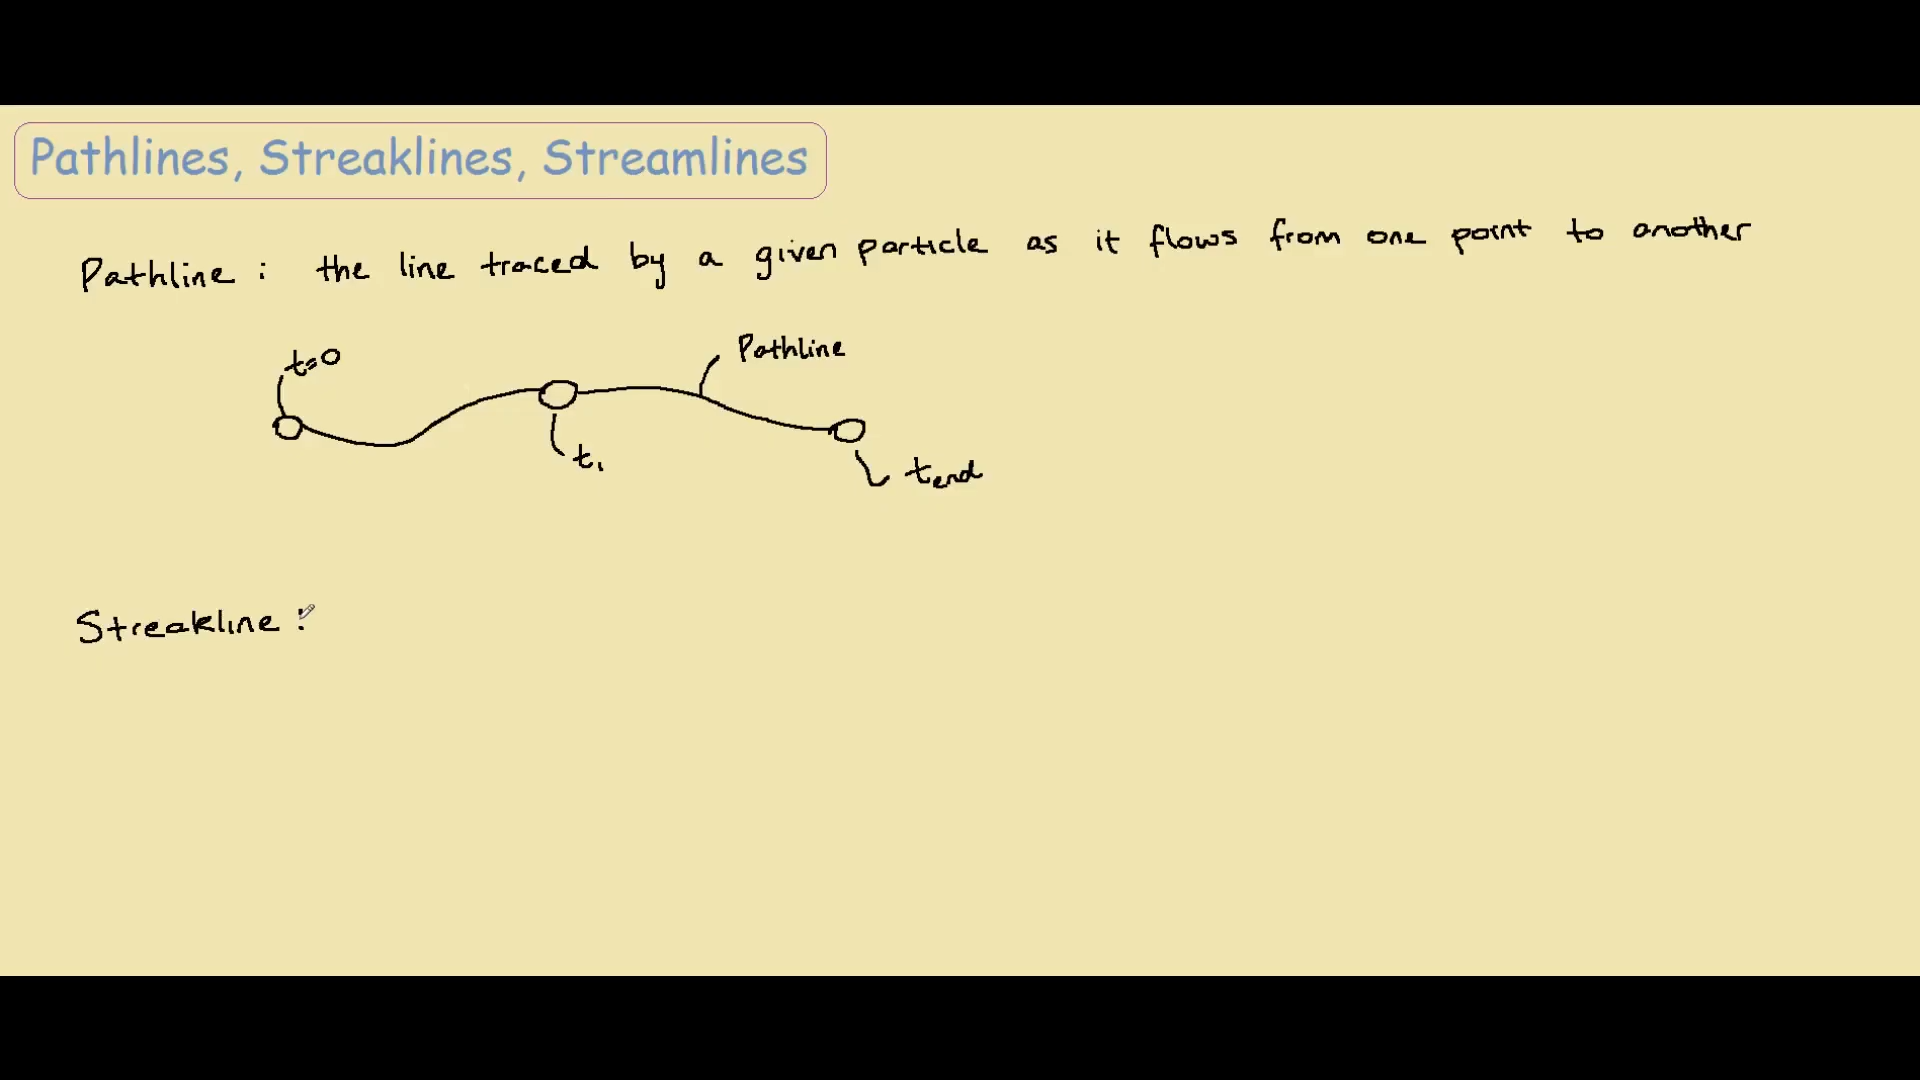 Pathlines, Streaklines, Streamlines
Pathline : the line traced by a given particle as it flows from one point to another
t=0
Pathline
t₁
tend
Streakline :